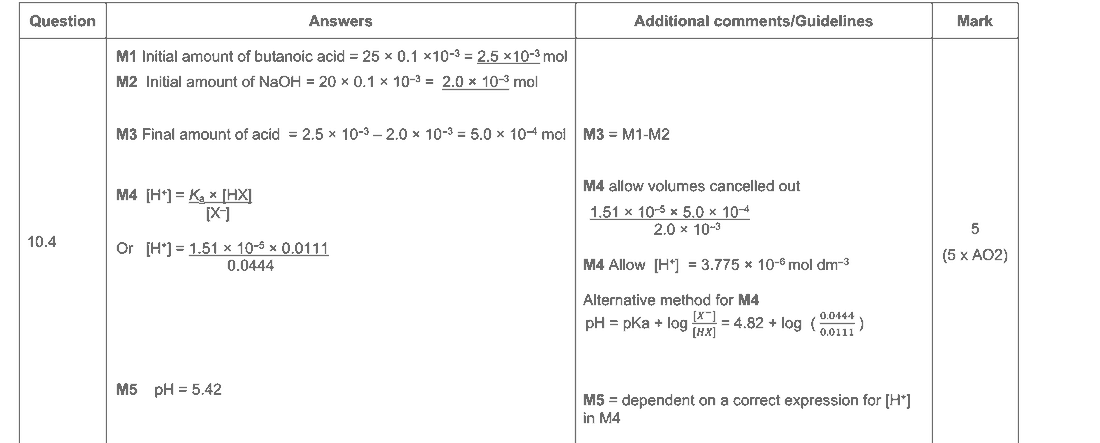 Question Answers Additional comments/Guidelines Mark
M1 Initial amount of butanoic acid = 25 × 0.1 ×10⁻³ = 2.5 ×10⁻³ mol
M2 Initial amount of NaOH = 20 × 0.1 × 10⁻³ = 2.0 × 10⁻³ mol
M3 Final amount of acid = 2.5 × 10⁻³ – 2.0 × 10⁻³ = 5.0 × 10⁻⁴ mol
M3 = M1-M2
M4 [H⁺] = Kₐ × [HX]
[X⁻]
M4 allow volumes cancelled out
1.51 × 10⁻⁵ × 5.0 × 10⁻⁴
2.0 × 10⁻³
10.4
Or [H⁺] = 1.51 × 10⁻⁵ × 0.0111
0.0444
M4 Allow [H⁺] = 3.775 × 10⁻⁶ mol dm⁻³
5
(5 x AO2)
Alternative method for M4
pH = pKa + log [X⁻]/[HX] = 4.82 + log (0.0444/0.0111)
M5 pH = 5.42
M5 = dependent on a correct expression for [H⁺]
in M4